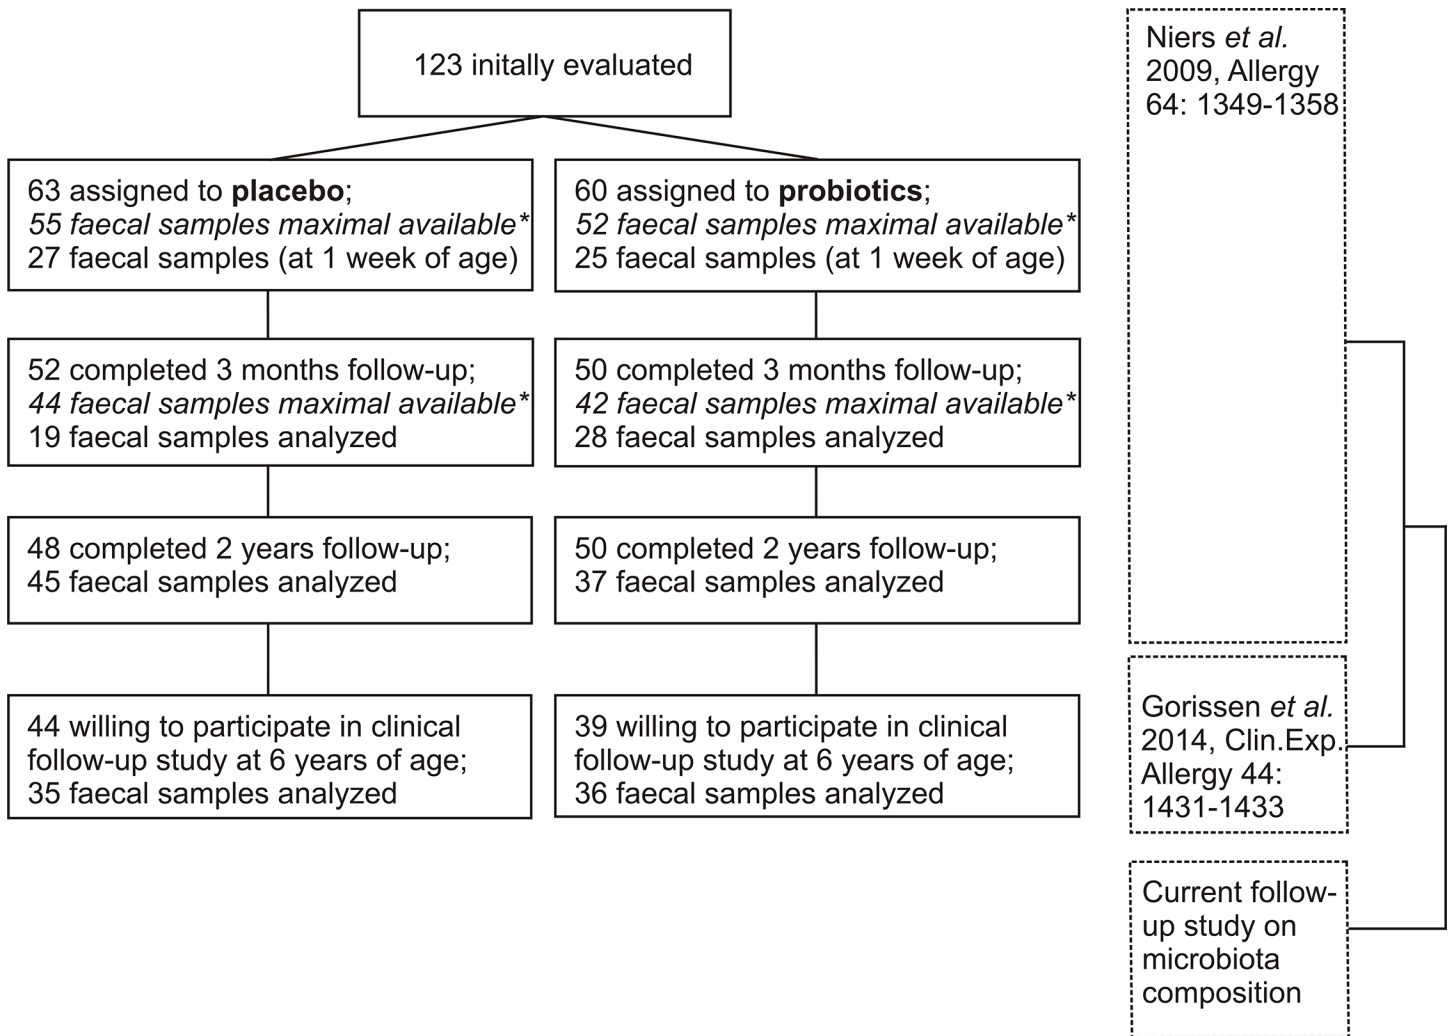 123 initally evaluated
63 assigned to placebo;
55 faecal samples maximal available*
27 faecal samples (at 1 week of age)
60 assigned to probiotics;
52 faecal samples maximal available*
25 faecal samples (at 1 week of age)
52 completed 3 months follow-up;
44 faecal samples maximal available*
19 faecal samples analyzed
50 completed 3 months follow-up;
42 faecal samples maximal available*
28 faecal samples analyzed
48 completed 2 years follow-up;
45 faecal samples analyzed
50 completed 2 years follow-up;
37 faecal samples analyzed
44 willing to participate in clinical
follow-up study at 6 years of age;
35 faecal samples analyzed
39 willing to participate in clinical
follow-up study at 6 years of age;
36 faecal samples analyzed
Niers et al.
2009, Allergy
64: 1349-1358
Gorissen et al.
2014, Clin.Exp.
Allergy 44:
1431-1433
Current follow-
up study on
microbiota
composition